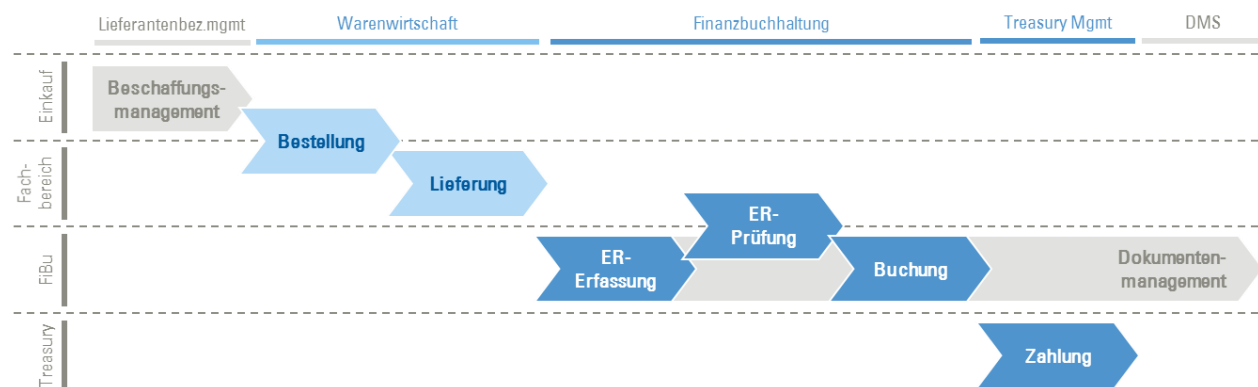 Lieferantenbez.mgmt
Warenwirtschaft
Finanzbuchhaltung
Treasury Mgmt
DMS
Einkauf
Beschaffungs-
management
Bestellung
Fach-
bereich
Lieferung
ER-
Prüfung
FiBu
ER-
Erfassung
Buchung
Dokumenten-
management
Treasury
Zahlung